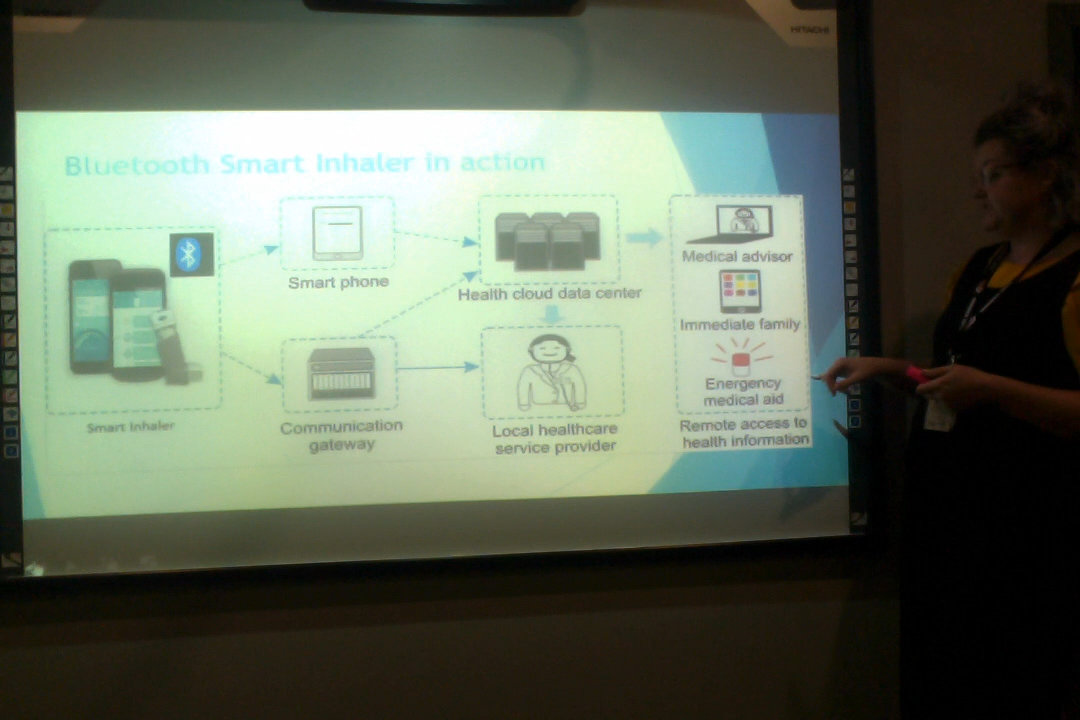 HITACHI
Bluetooth Smart Inhaler in action
Smart Inhaler
Smart phone
Communication
gateway
Health cloud data center
Local healthcare
service provider
Medical advisor
Immediate family
Energency
medical aid
Remote access to
health information